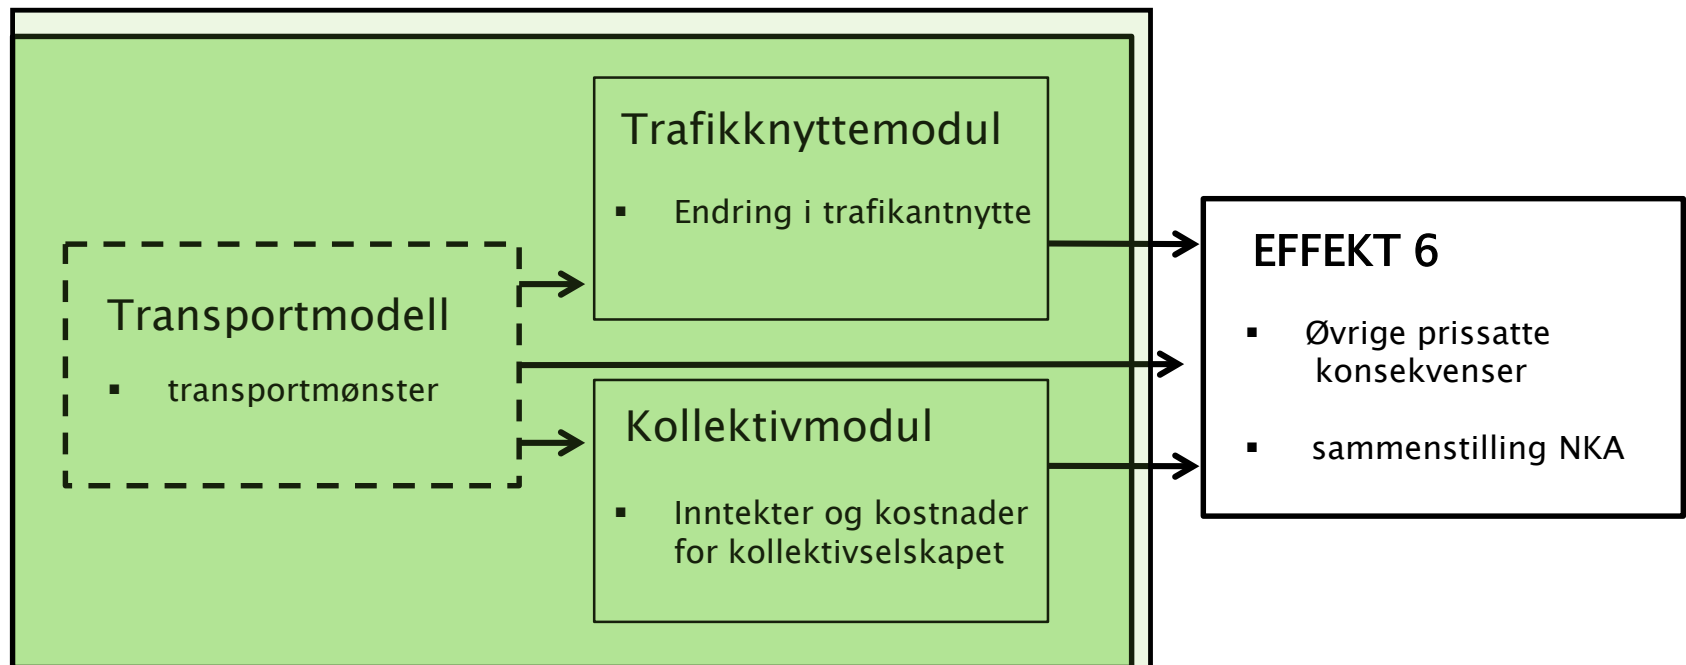 Transportmodell
▪ transportmønster
Trafikknyttemodul
▪ Endring i trafikantnytte
Kollektivmodul
▪ Inntekter og kostnader
for kollektivselskapet
EFFEKT 6
▪ Øvrige prissatte
konsekvenser
▪ sammenstilling NKA